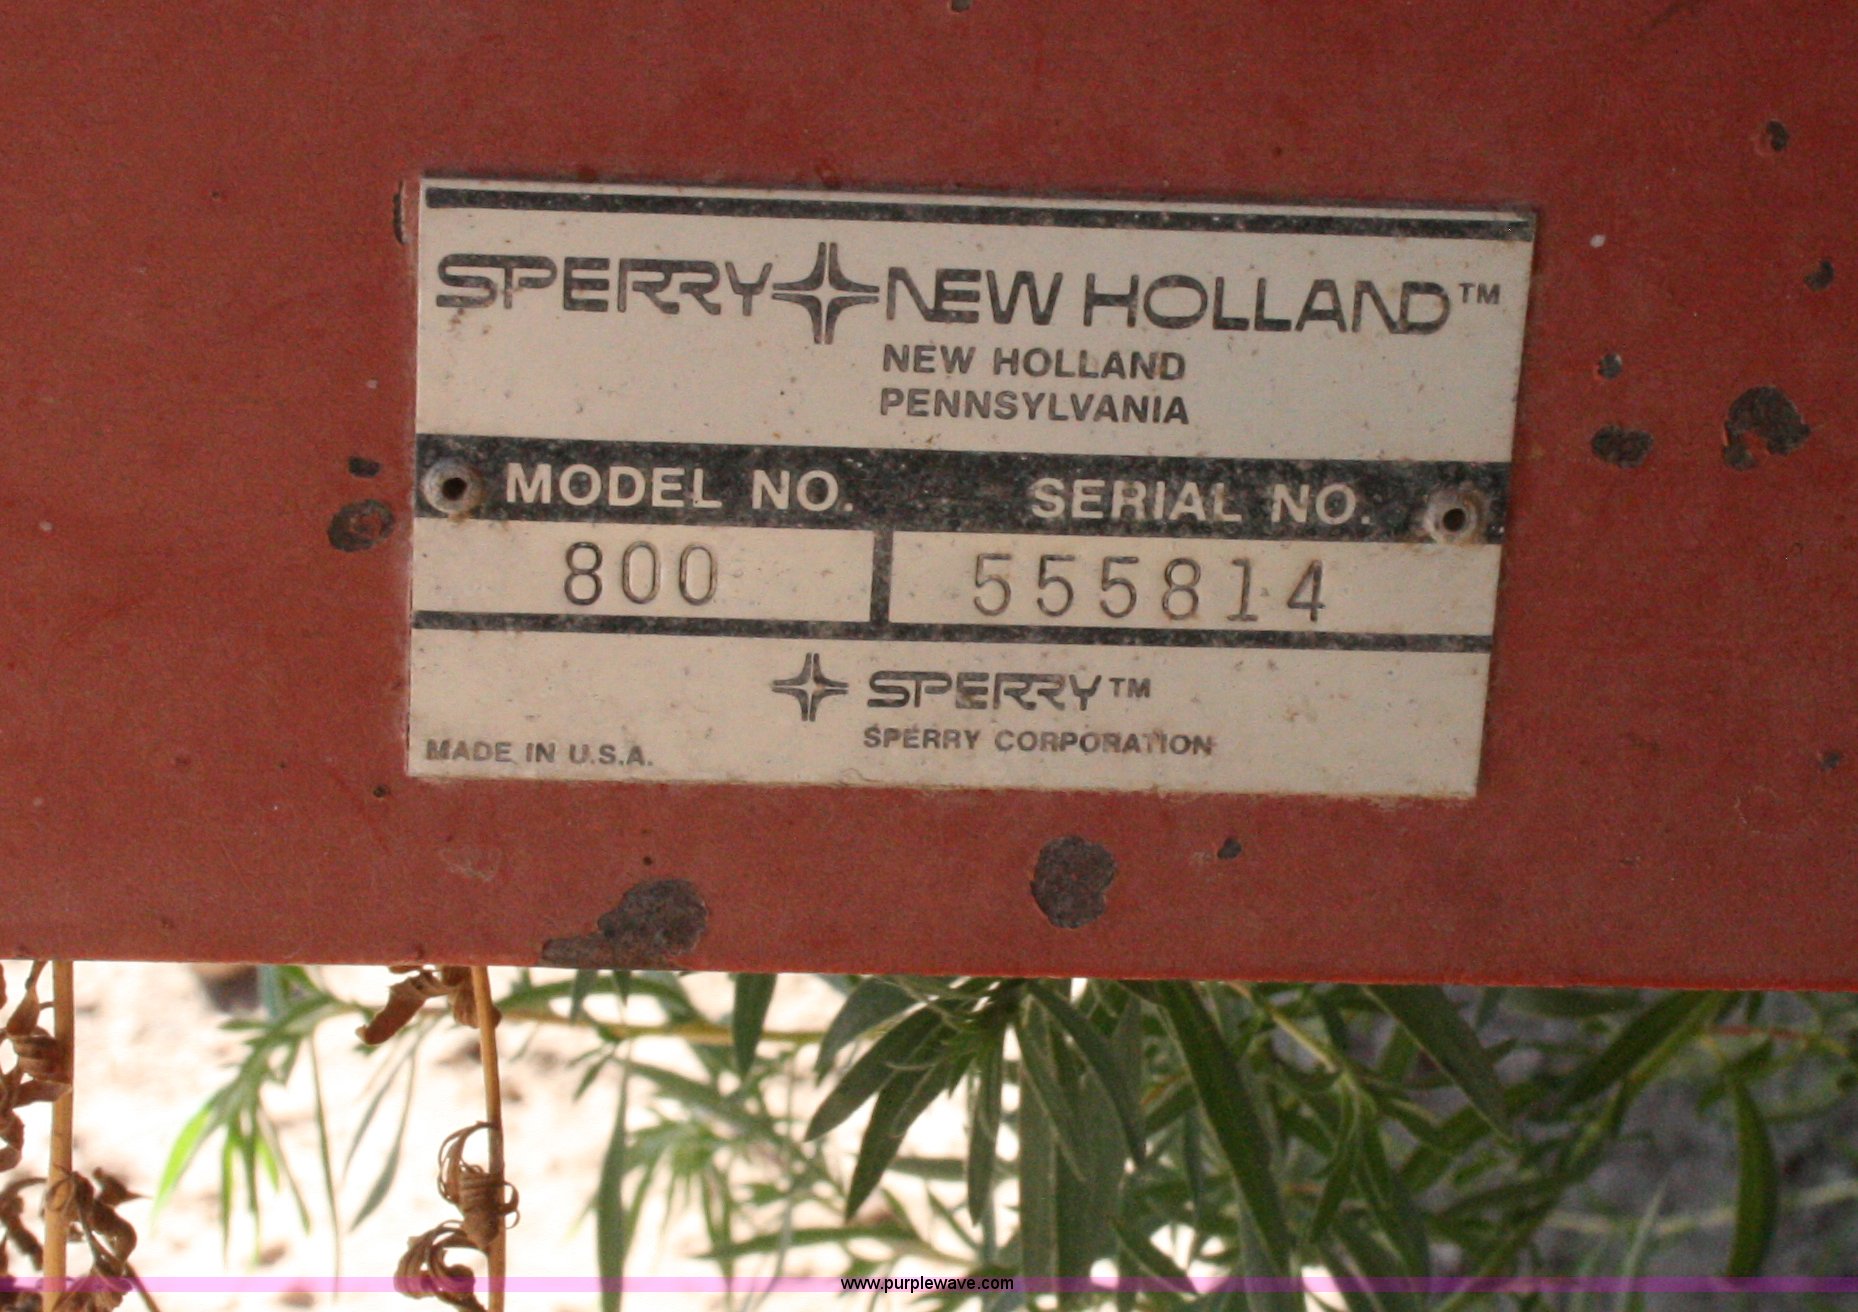 SPERRY NEW HOLLAND™
NEW HOLLAND
PENNSYLVANIA
MODEL NO. SERIAL NO.
800 555814
SPERRY™
SPERRY CORPORATION
MADE IN U.S.A.
www.purplewave.com